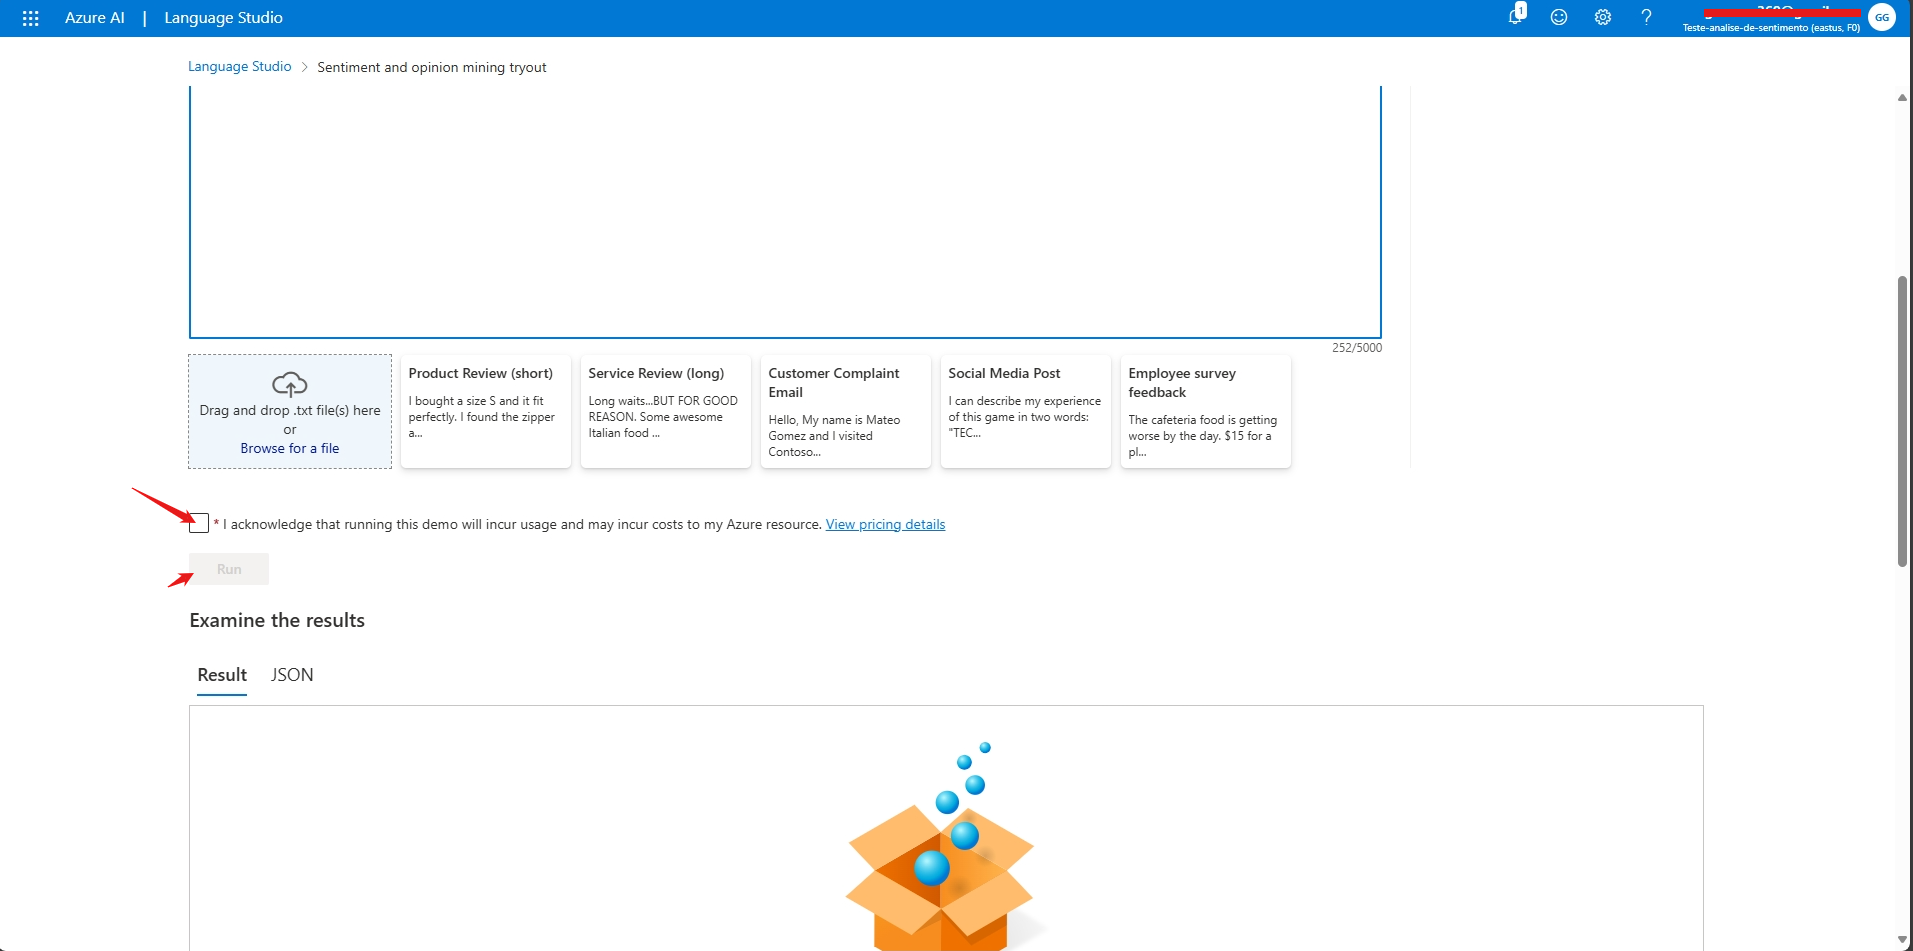 Azure AI | Language Studio
1
?
Teste-analise-de-sentimento (eastus, F0)
GG
Language Studio > Sentiment and opinion mining tryout
252/5000
Drag and drop .txt file(s) here
or
Browse for a file
Product Review (short)
I bought a size S and it fit
perfectly. I found the zipper
a...
Service Review (long)
Long waits...BUT FOR GOOD
REASON. Some awesome
Italian food ...
Customer Complaint
Email
Hello, My name is Mateo
Gomez and I visited
Contoso...
Social Media Post
I can describe my experience
of this game in two words:
"TEC...
Employee survey
feedback
The cafeteria food is getting
worse by the day. $15 for a
pl...
* I acknowledge that running this demo will incur usage and may incur costs to my Azure resource. View pricing details
Run
Examine the results
Result JSON